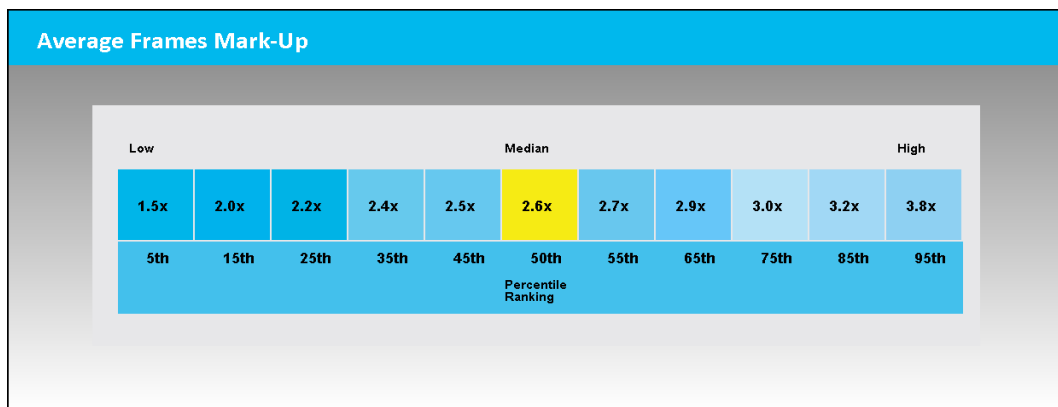 Average Frames Mark-Up
Low Median High
1.5x 2.0x 2.2x 2.4x 2.5x 2.6x 2.7x 2.9x 3.0x 3.2x 3.8x
5th 15th 25th 35th 45th 50th 55th 65th 75th 85th 95th
Percentile
Ranking